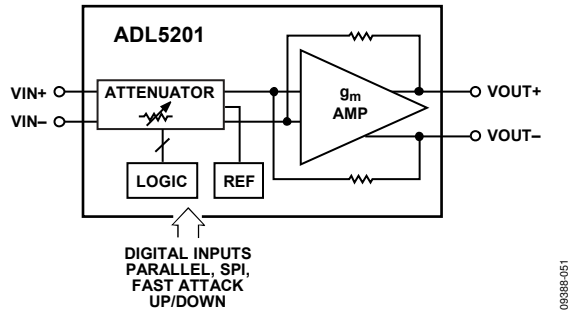 ADL5201
VIN+
VIN–
ATTENUATOR
LOGIC
REF
gm
AMP
VOUT+
VOUT–
DIGITAL INPUTS
PARALLEL, SPI,
FAST ATTACK
UP/DOWN
09388-051